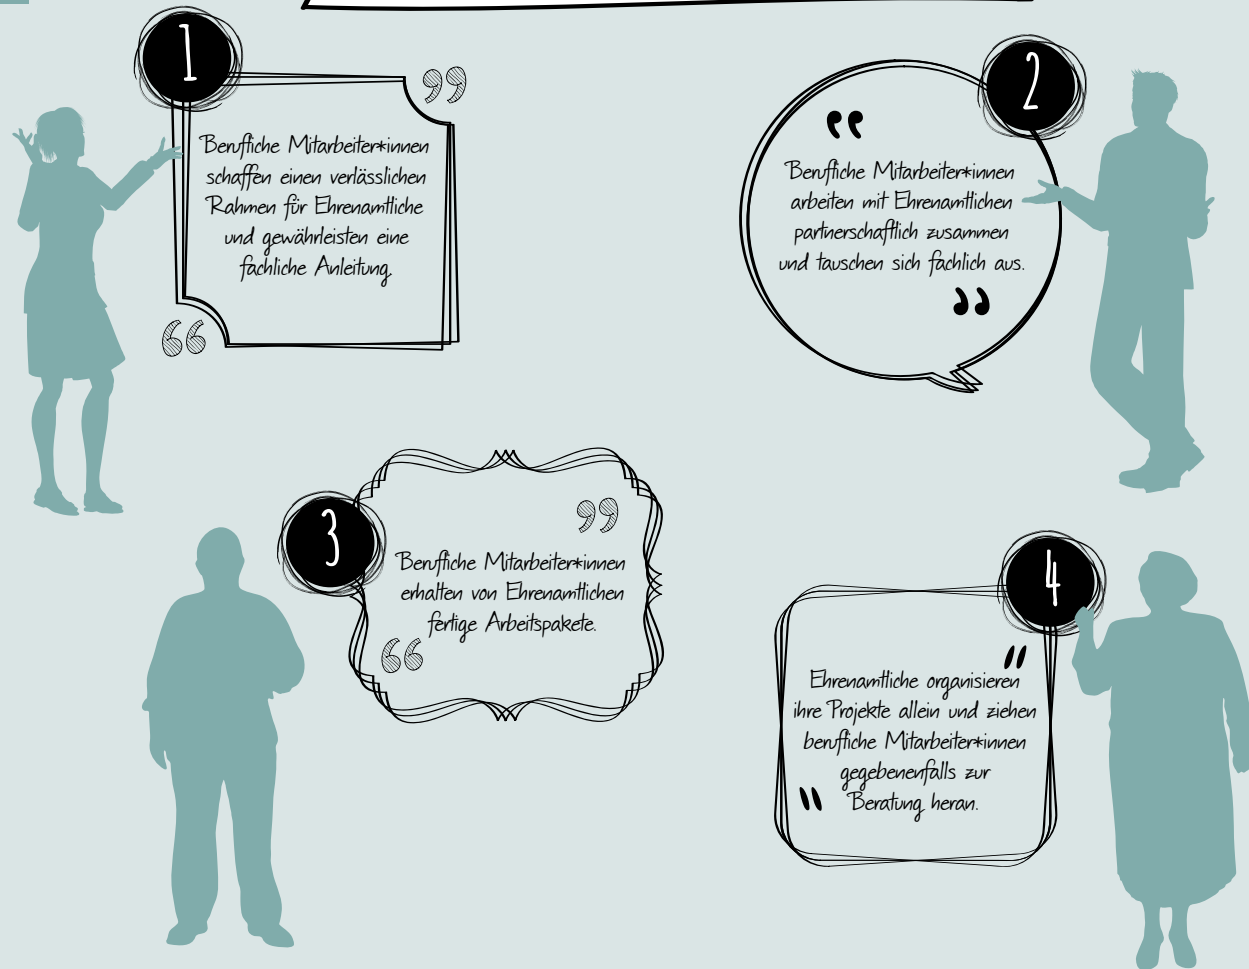 1
Berufliche Mitarbeiter*innen
schaffen einen verlässlichen
Rahmen für Ehrenamtliche
und gewährleisten eine
fachliche Anleitung.
2
Berufliche Mitarbeiter*innen
arbeiten mit Ehrenamtlichen
partnerschaftlich zusammen
und tauschen sich fachlich aus.
3
Berufliche Mitarbeiter*innen
erhalten von Ehrenamtlichen
fertige Arbeitspakete.
4
Ehrenamtliche organisieren
ihre Projekte allein und ziehen
berufliche Mitarbeiter*innen
gegebenenfalls zur
Beratung heran.